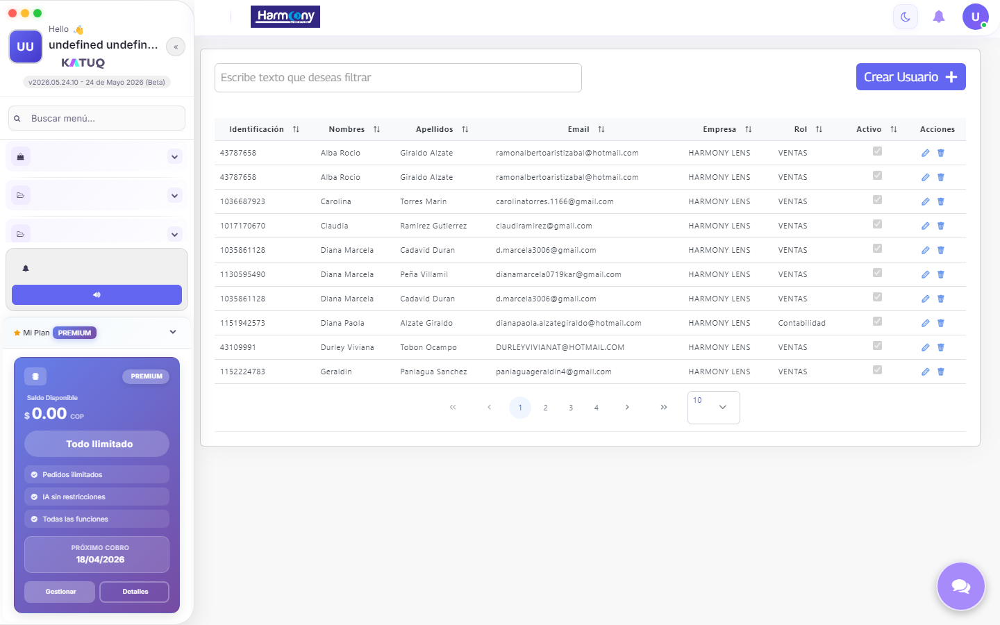 Hello 👋
UU
undefined undefin...
«
KATUQ
v2026.05.24.10 - 24 de Mayo 2026 (Beta)
Buscar menú...
Mi Plan PREMIUM
PREMIUM
Saldo Disponible
$ 0.00 COP
Todo Ilimitado
Pedidos ilimitados
IA sin restricciones
Todas las funciones
PRÓXIMO COBRO
18/04/2026
Gestionar Detalles
Harmony
U
Escribe texto que deseas filtrar
Crear Usuario +
Identificación Nombres Apellidos Email Empresa Rol Activo Acciones
43787658 Alba Rocio Giraldo Alzate ramonalbertoaristizabal@hotmail.com HARMONY LENS VENTAS
43787658 Alba Rocio Giraldo Alzate ramonalbertoaristizabal@hotmail.com HARMONY LENS VENTAS
1036687923 Carolina Torres Marin carolinatorres.1166@gmail.com HARMONY LENS VENTAS
1017170670 Claudia Ramirez Gutierrez claudiramirez@gmail.com HARMONY LENS VENTAS
1035861128 Diana Marcela Cadavid Duran d.marcela3006@gmail.com HARMONY LENS VENTAS
1130595490 Diana Marcela Peña Villamil dianamarcela0719kar@gmail.com HARMONY LENS VENTAS
1035861128 Diana Marcela Cadavid Duran d.marcela3006@gmail.com HARMONY LENS VENTAS
1151942573 Diana Paola Alzate Giraldo dianapaola.alzategiraldo@hotmail.com HARMONY LENS Contabilidad
43109991 Durley Viviana Tobon Ocampo DURLEYVIVIANAT@HOTMAIL.COM HARMONY LENS VENTAS
1152224783 Geraldin Paniagua Sanchez paniaguageraldin4@gmail.com HARMONY LENS VENTAS
« ‹ 1 2 3 4 › » 10